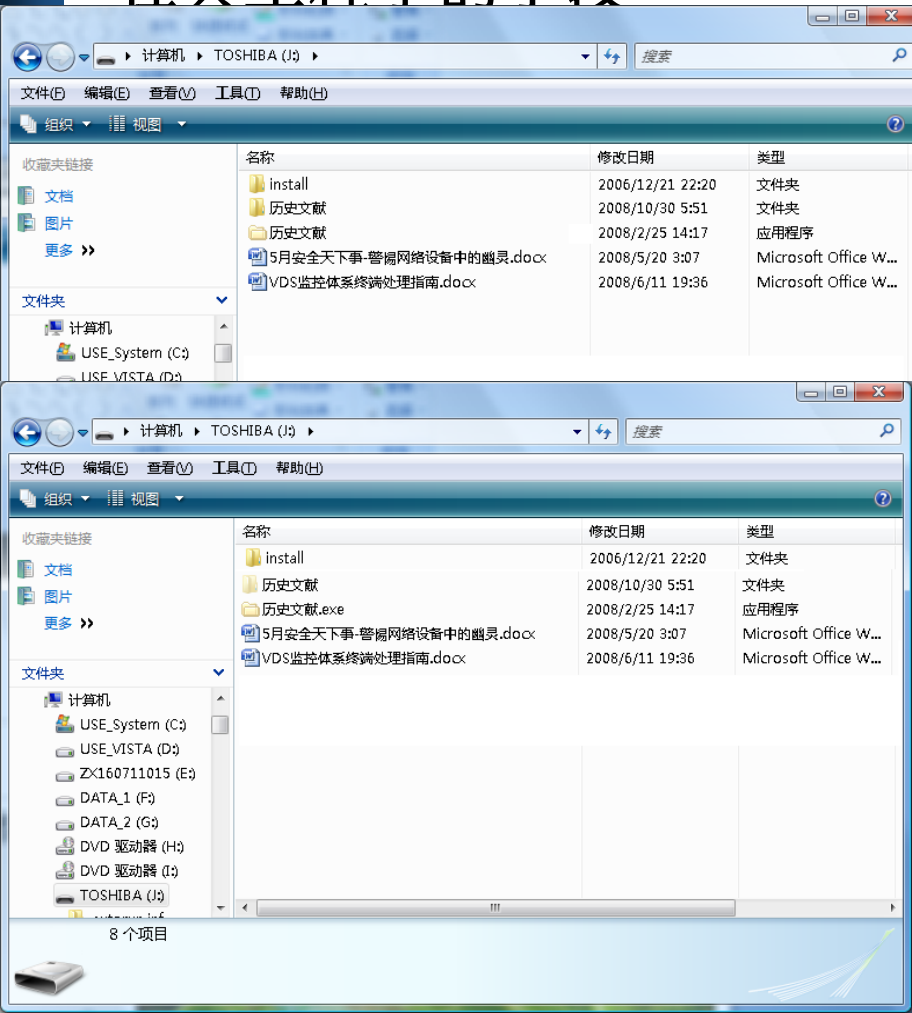 计算机 TOSHIBA (J:) 搜索
文件(F) 编辑(E) 查看(V) 工具(T) 帮助(H)
组织 视图
收藏夹链接 名称 修改日期 类型
文档 install 2006/12/21 22:20 文件夹
历史文献 2008/10/30 5:51 文件夹
图片 历史文献 2008/2/25 14:17 应用程序
更多 » 5月安全天下事-警惕网络设备中的幽灵.docx 2008/5/20 3:07 Microsoft Office W...
VDS监控体系终端处理指南.docx 2008/6/11 19:36 Microsoft Office W...
文件夹
计算机
USE_System (C:)
USE_VISTA (D:)
计算机 TOSHIBA (J:) 搜索
文件(F) 编辑(E) 查看(V) 工具(T) 帮助(H)
组织 视图
收藏夹链接 名称 修改日期 类型
文档 install 2006/12/21 22:20 文件夹
历史文献 2008/10/30 5:51 文件夹
图片 历史文献.exe 2008/2/25 14:17 应用程序
更多 » 5月安全天下事-警惕网络设备中的幽灵.docx 2008/5/20 3:07 Microsoft Office W...
VDS监控体系终端处理指南.docx 2008/6/11 19:36 Microsoft Office W...
文件夹
计算机
USE_System (C:)
USE_VISTA (D:)
ZX160711015 (E:)
DATA_1 (F:)
DATA_2 (G:)
DVD 驱动器 (H:)
DVD 驱动器 (I:)
TOSHIBA (J:)
8 个项目